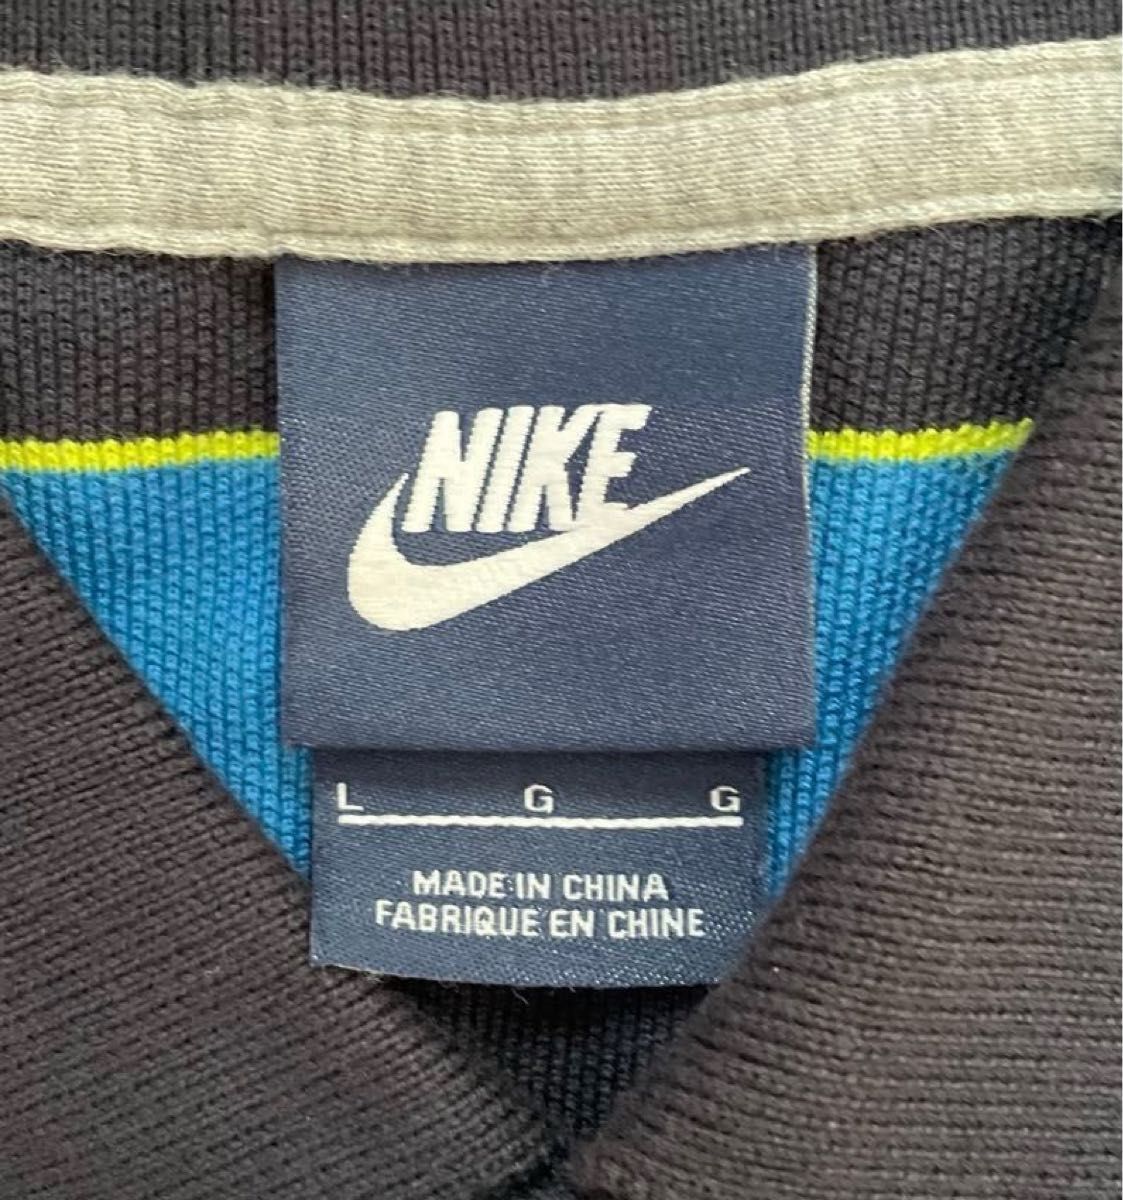 NIKE
L G G
MADE IN CHINA
FABRIQUE EN CHINE